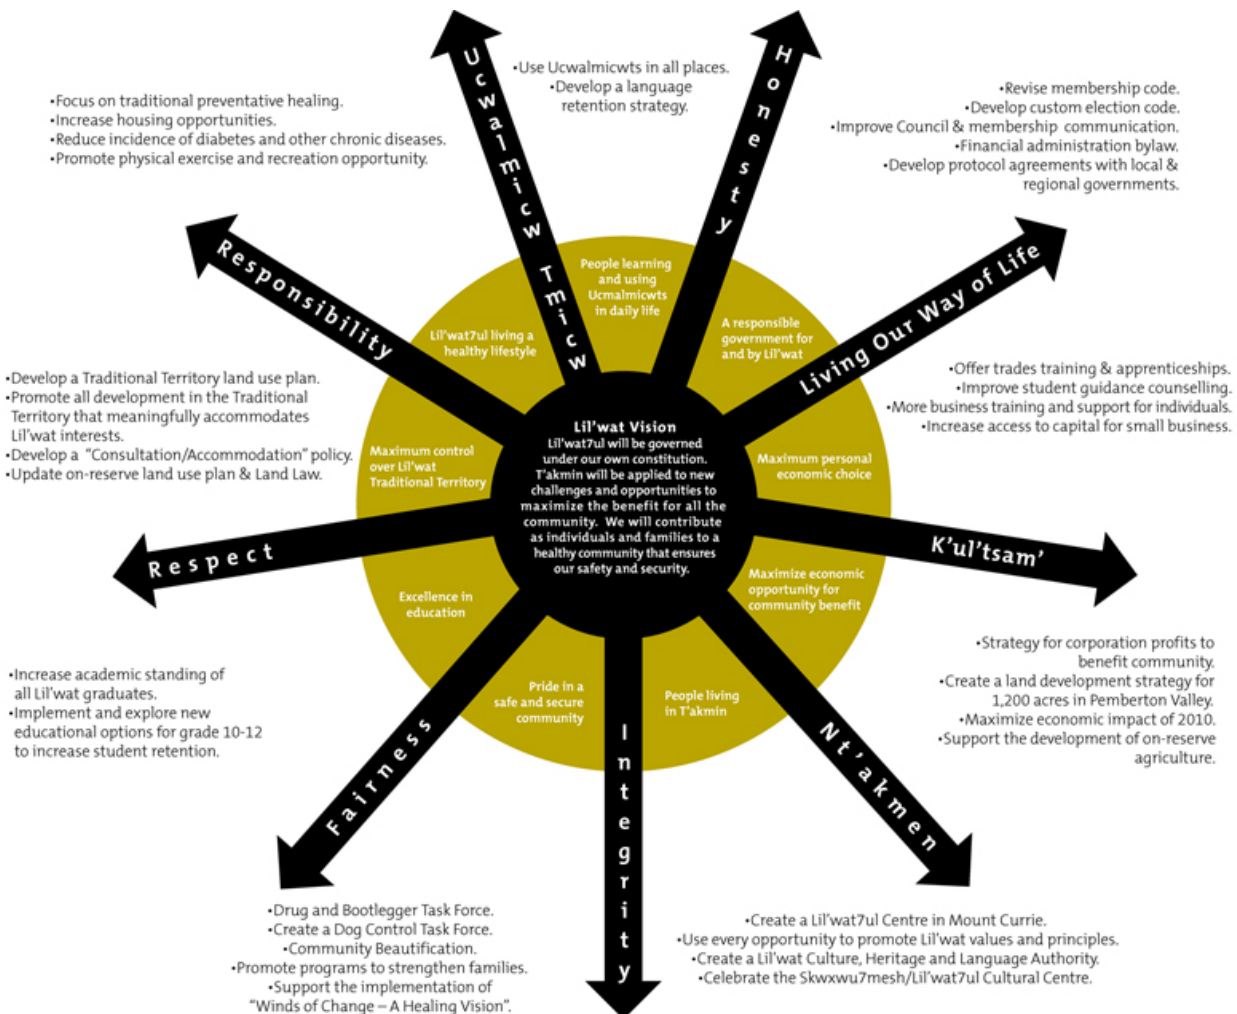 Ucwalmicw Tmicw
•Use Ucwalmicwts in all places.
•Develop a language
retention strategy.
Honesty
•Revise membership code.
•Develop custom election code.
•Improve Council & membership communication.
•Financial administration bylaw.
•Develop protocol agreements with local &
regional governments.
Living Our Way of Life
•Offer trades training & apprenticeships.
•Improve student guidance counselling.
•More business training and support for individuals.
•Increase access to capital for small business.
K'ul'tsam'
•Strategy for corporation profits to
benefit community.
•Create a land development strategy for
1,200 acres in Pemberton Valley.
•Maximize economic impact of 2010.
•Support the development of on-reserve
agriculture.
Nt'akmen
•Create a Lil'wat7ul Centre in Mount Currie.
•Use every opportunity to promote Lil'wat values and principles.
•Create a Lil'wat Culture, Heritage and Language Authority.
•Celebrate the Skwxwu7mesh/Lil'wat7ul Cultural Centre.
Integrity
•Drug and Bootlegger Task Force.
•Create a Dog Control Task Force.
•Community Beautification.
•Promote programs to strengthen families.
•Support the implementation of
"Winds of Change – A Healing Vision".
Fairness
•Increase academic standing of
all Lil'wat graduates.
•Implement and explore new
educational options for grade 10-12
to increase student retention.
Respect
•Develop a Traditional Territory land use plan.
•Promote all development in the Traditional
Territory that meaningfully accommodates
Lil'wat interests.
•Develop a "Consultation/Accommodation" policy.
•Update on-reserve land use plan & Land Law.
Responsibility
•Focus on traditional preventative healing.
•Increase housing opportunities.
•Reduce incidence of diabetes and other chronic diseases.
•Promote physical exercise and recreation opportunity.
People learning
and using
Ucmalmicwts
in daily life
A responsible
government for
and by Lil'wat
Maximum personal
economic choice
Maximize economic
opportunity for
community benefit
People living
in T'akmin
Pride in a
safe and secure
community
Excellence in
education
Maximum control
over Lil'wat
Traditional Territory
Lil'wat7ul living a
healthy lifestyle
Lil'wat Vision
Lil'wat7ul will be governed
under our own constitution.
T'akmin will be applied to new
challenges and opportunities to
maximize the benefit for all the
community. We will contribute
as individuals and families to a
healthy community that ensures
our safety and security.